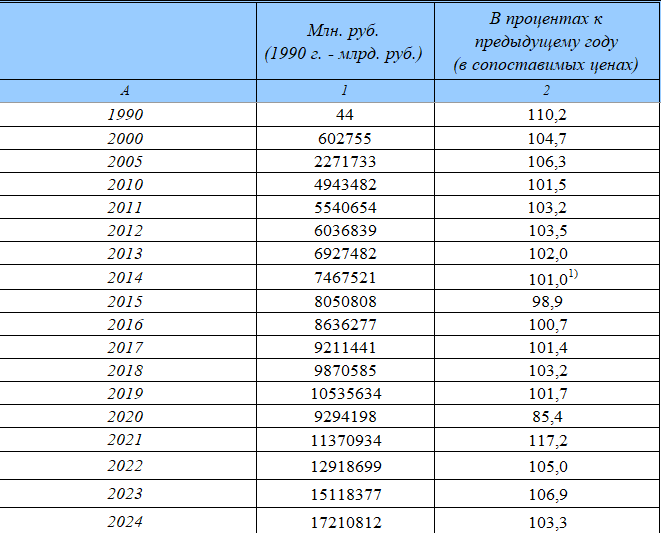 Млн. руб.
(1990 г. - млрд. руб.)
В процентах к
предыдущему году
(в сопоставимых ценах)
А 1 2
1990 44 110,2
2000 602755 104,7
2005 2271733 106,3
2010 4943482 101,5
2011 5540654 103,2
2012 6036839 103,5
2013 6927482 102,0
2014 7467521 101,0¹⁾
2015 8050808 98,9
2016 8636277 100,7
2017 9211441 101,4
2018 9870585 103,2
2019 10535634 101,7
2020 9294198 85,4
2021 11370934 117,2
2022 12918699 105,0
2023 15118377 106,9
2024 17210812 103,3